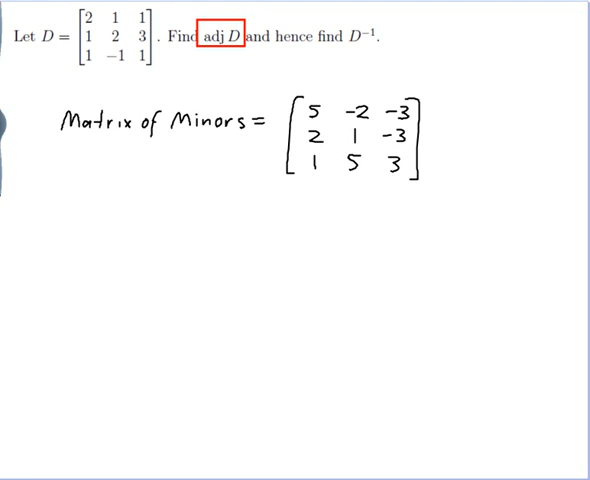 Let D = [2 1 1; 1 2 3; 1 −1 1]. Find adj D and hence find D⁻¹.
Matrix of Minors = [5 -2 -3; 2 1 -3; 1 5 3]